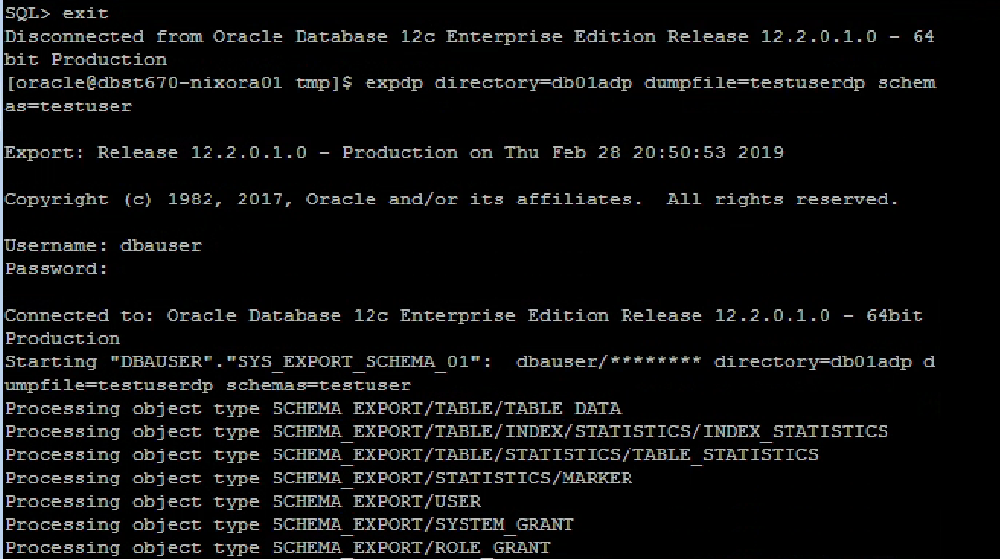 SQL> exit
Disconnected from Oracle Database 12c Enterprise Edition Release 12.2.0.1.0 - 64
bit Production
[oracle@dbst670-nixora01 tmp]$ expdp directory=db01adp dumpfile=testuserdp schem
as=testuser
Export: Release 12.2.0.1.0 - Production on Thu Feb 28 20:50:53 2019
Copyright (c) 1982, 2017, Oracle and/or its affiliates.  All rights reserved.
Username: dbauser
Password:
Connected to: Oracle Database 12c Enterprise Edition Release 12.2.0.1.0 - 64bit
Production
Starting "DBAUSER"."SYS_EXPORT_SCHEMA_01":  dbauser/******** directory=db01adp d
umpfile=testuserdp schemas=testuser
Processing object type SCHEMA_EXPORT/TABLE/TABLE_DATA
Processing object type SCHEMA_EXPORT/TABLE/INDEX/STATISTICS/INDEX_STATISTICS
Processing object type SCHEMA_EXPORT/TABLE/STATISTICS/TABLE_STATISTICS
Processing object type SCHEMA_EXPORT/STATISTICS/MARKER
Processing object type SCHEMA_EXPORT/USER
Processing object type SCHEMA_EXPORT/SYSTEM_GRANT
Processing object type SCHEMA_EXPORT/ROLE_GRANT